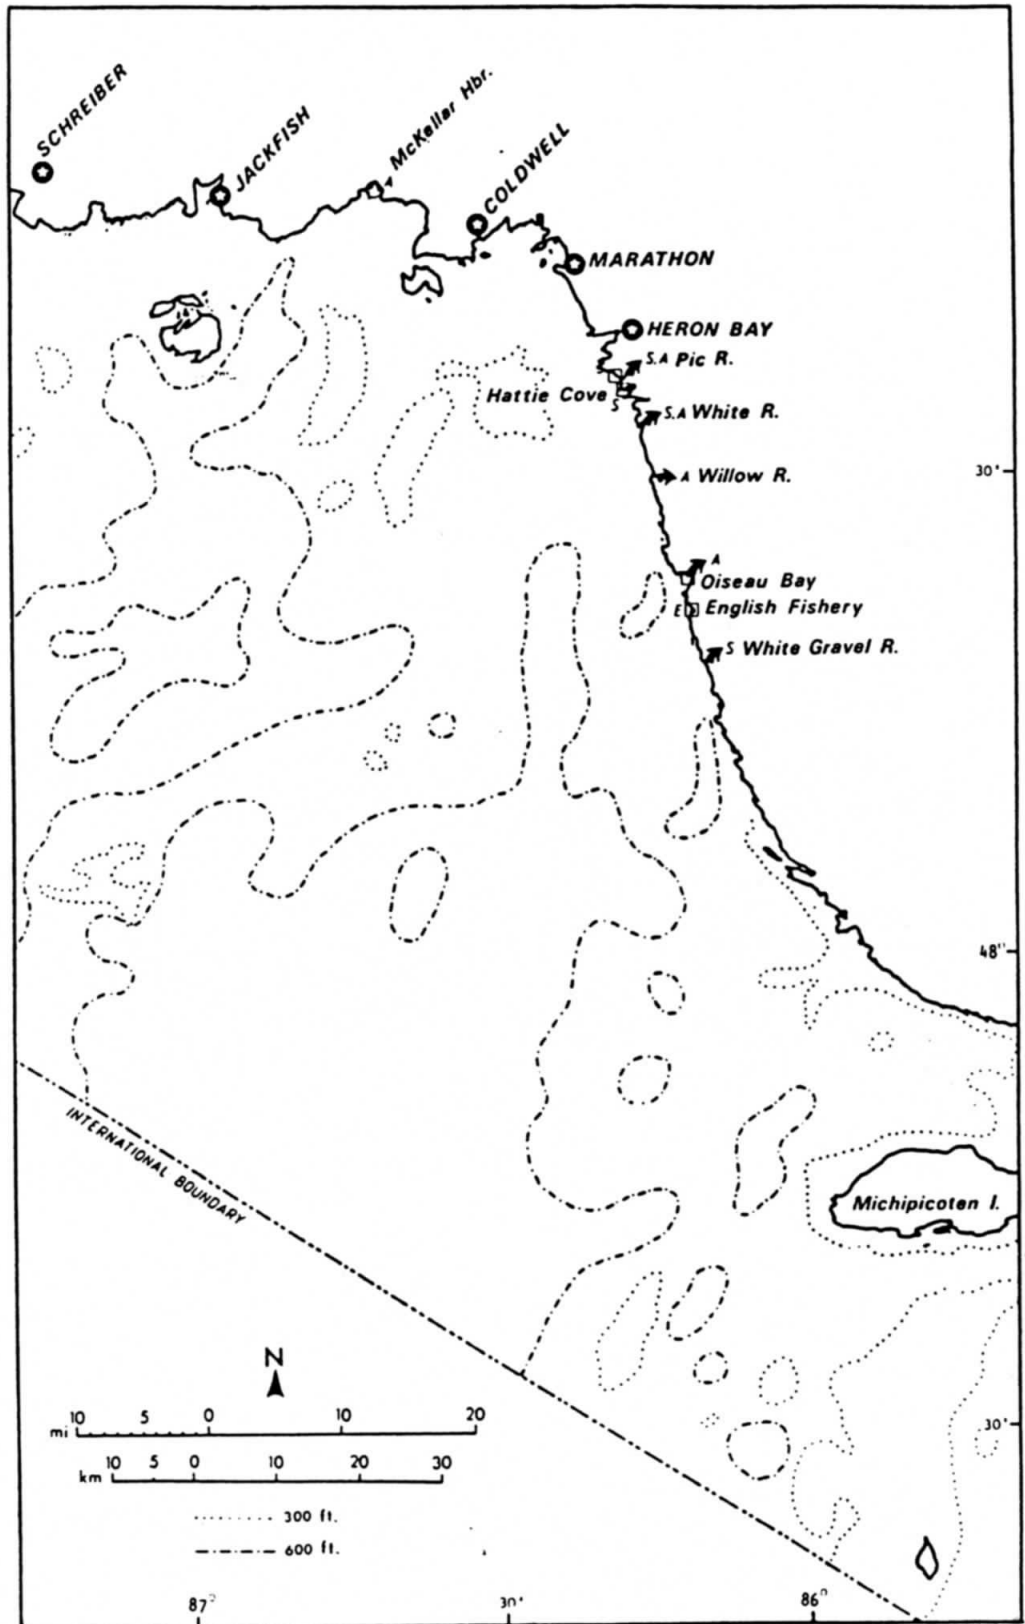 SCHREIBER
JACKFISH
A McKellar Hbr.
COLDWELL
MARATHON
HERON BAY
S.A Pic R.
S
Hattie Cove
S
S.A White R.
30'
A Willow R.
A
Oiseau Bay
E English Fishery
S White Gravel R.
48°
INTERNATIONAL BOUNDARY
Michipicoten I.
N
10 5 0 10 20
mi
30'
10 5 0 10 20 30
km
300 ft.
600 ft.
87° 30' 86°